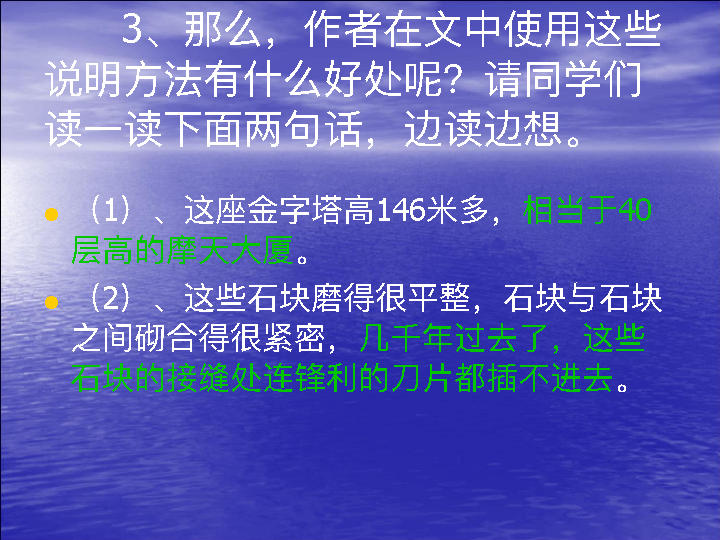 3、那么，作者在文中使用这些
说明方法有什么好处呢？请同学们
读一读下面两句话，边读边想。
（1）、这座金字塔高146米多，相当于40
层高的摩天大厦。
（2）、这些石块磨得很平整，石块与石块
之间砌合得很紧密，几千年过去了，这些
石块的接缝处连锋利的刀片都插不进去。